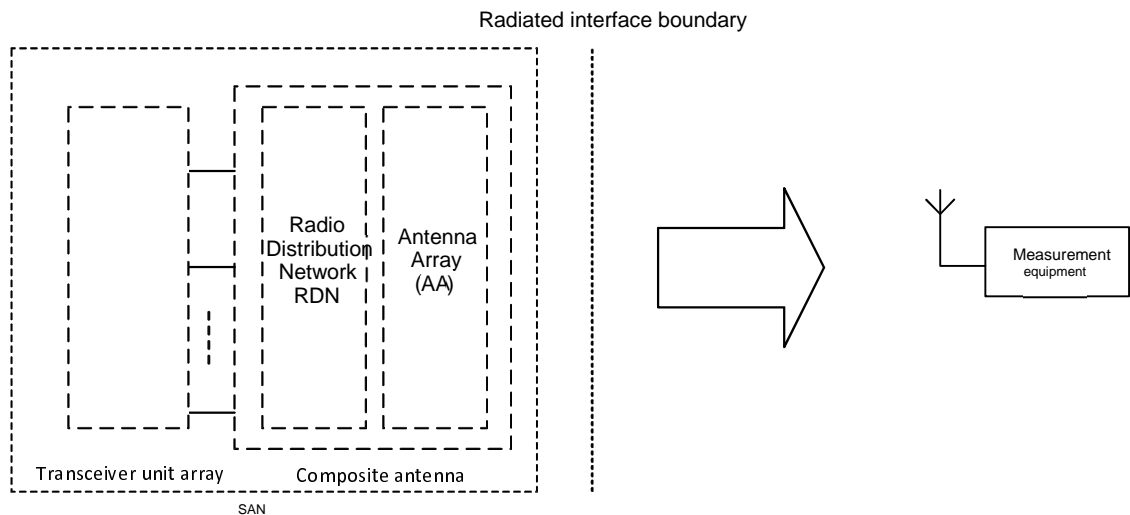 Radiated interface boundary
Radio
Distribution
Network
RDN
Antenna
Array
(AA)
Measurement
equipment
Transceiver unit array
Composite antenna
SAN